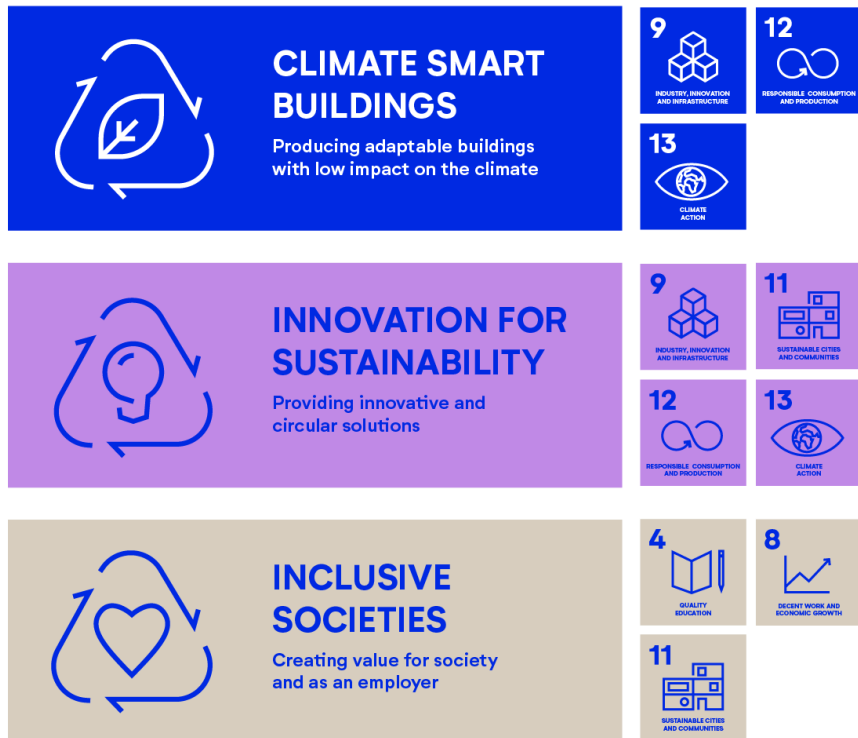 CLIMATE SMART
BUILDINGS
Producing adaptable buildings
with low impact on the climate
9
INDUSTRY, INNOVATION
AND INFRASTRUCTURE
12
RESPONSIBLE CONSUMPTION
AND PRODUCTION
13
CLIMATE
ACTION
INNOVATION FOR
SUSTAINABILITY
Providing innovative and
circular solutions
9
INDUSTRY, INNOVATION
AND INFRASTRUCTURE
11
SUSTAINABLE CITIES
AND COMMUNITIES
12
RESPONSIBLE CONSUMPTION
AND PRODUCTION
13
CLIMATE
ACTION
INCLUSIVE
SOCIETIES
Creating value for society
and as an employer
4
QUALITY
EDUCATION
8
DECENT WORK AND
ECONOMIC GROWTH
11
SUSTAINABLE CITIES
AND COMMUNITIES